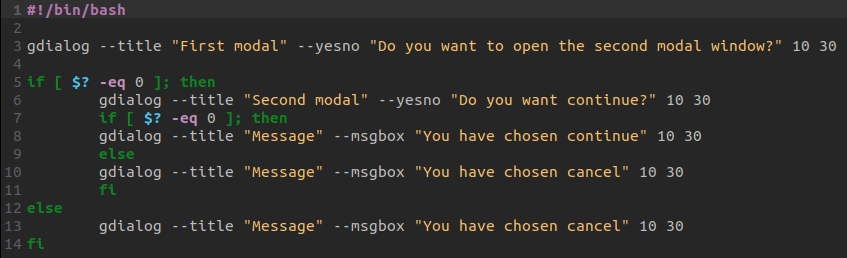 1 #!/bin/bash
2
3 gdialog --title "First modal" --yesno "Do you want to open the second modal window?" 10 30
4
5 if [ $? -eq 0 ]; then
6         gdialog --title "Second modal" --yesno "Do you want continue?" 10 30
7         if [ $? -eq 0 ]; then
8         gdialog --title "Message" --msgbox "You have chosen continue" 10 30
9         else
10         gdialog --title "Message" --msgbox "You have chosen cancel" 10 30
11         fi
12 else
13         gdialog --title "Message" --msgbox "You have chosen cancel" 10 30
14 fi